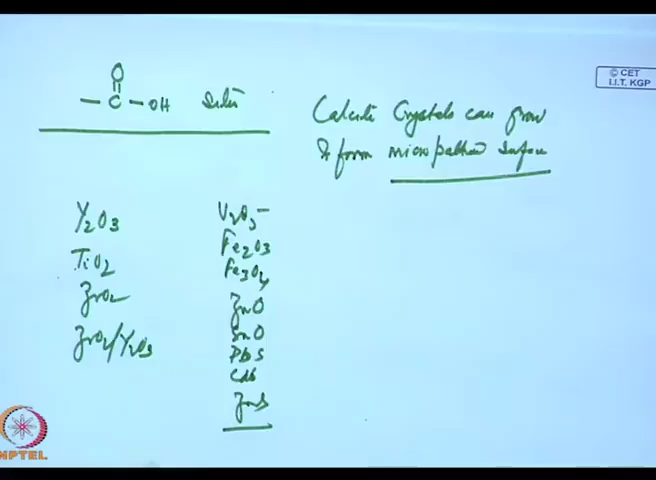 © CET
I.I.T. KGP
O
C - OH
Calcite Crystals can grow
& form micropatterned surface
Y2O3
TiO2
ZrO2
ZrO2/Y2O3
V2O5
Fe2O3
Fe3O4
ZnO
SnO
PbS
CdS
ZnS
NPTEL